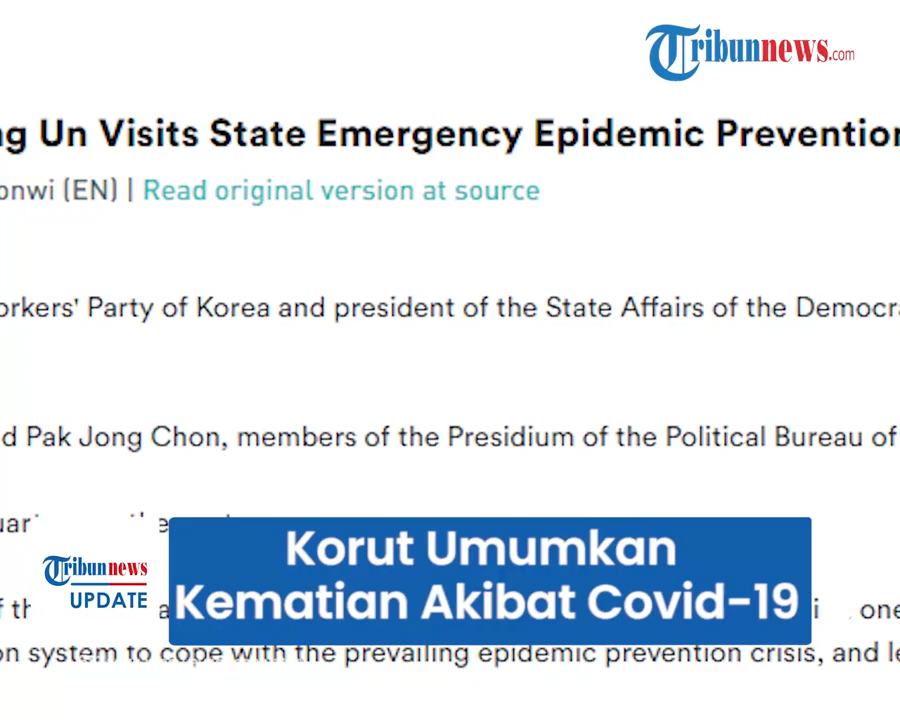 Tribunnews.com
ng Un Visits State Emergency Epidemic Prevention
onwi (EN) | Read original version at source
orkers' Party of Korea and president of the State Affairs of the Democra
d Pak Jong Chon, members of the Presidium of the Political Bureau of
Korut Umumkan
Tribunnews
UPDATE
Kematian Akibat Covid-19
one
on system to cope with the prevailing epidemic prevention crisis, and le